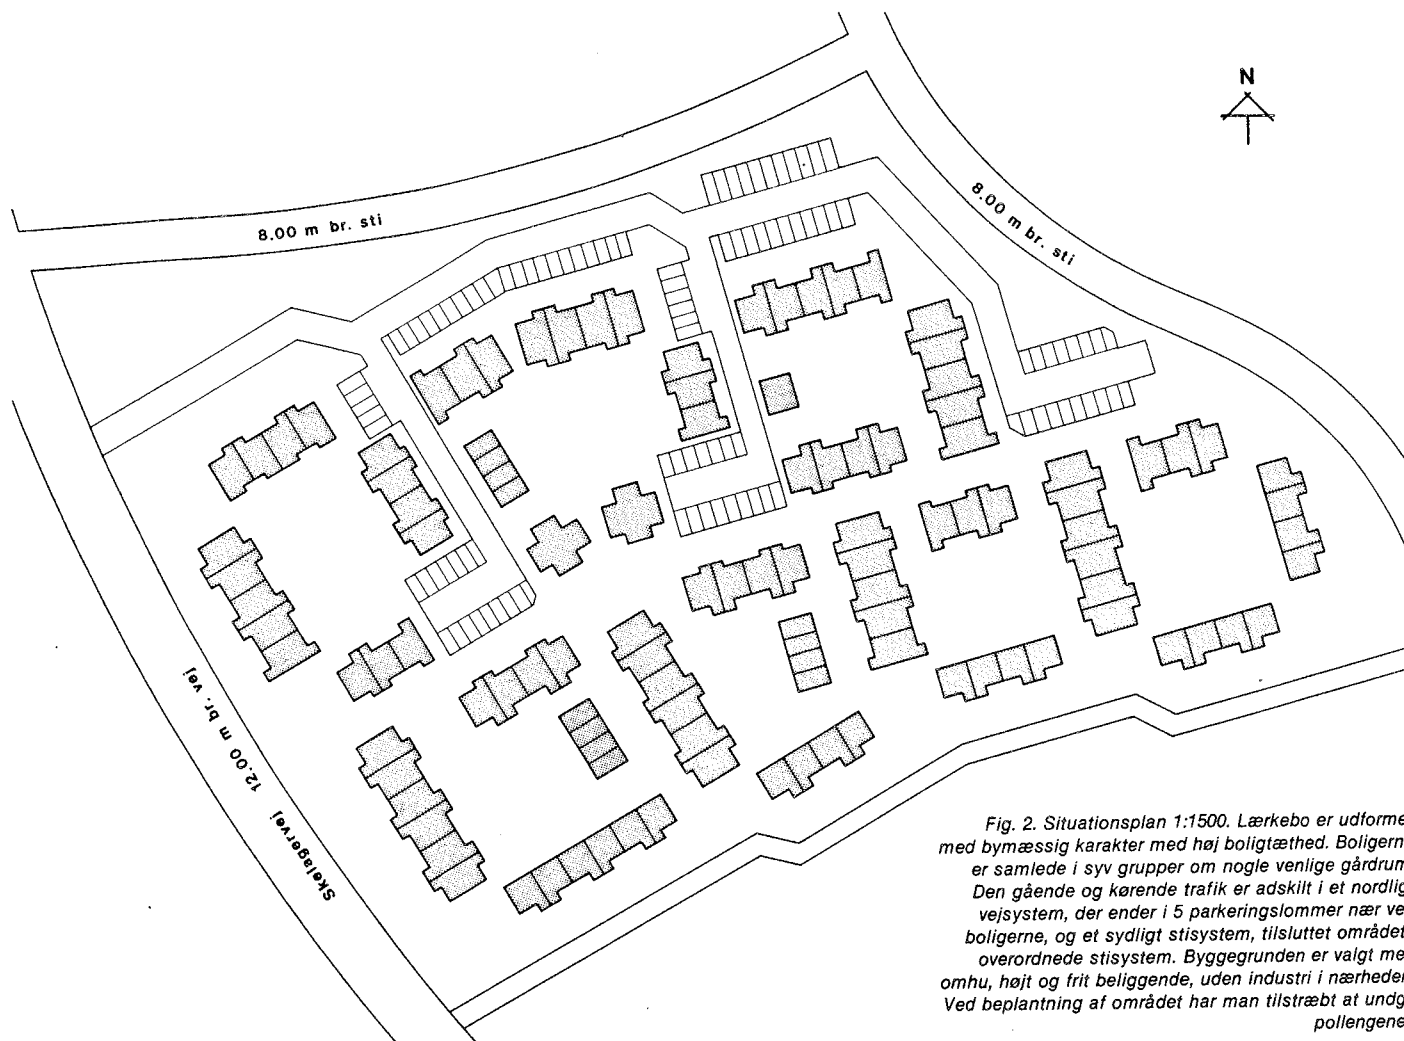 N
8.00 m br. sti
8.00 m br. sti
Skelagervej 12.00 m br. vej
Fig. 2. Situationsplan 1:1500. Lærkebo er udforme
med bymæssig karakter med høj boligtæthed. Boligern
er samlede i syv grupper om nogle venlige gårdrum
Den gående og kørende trafik er adskilt i et nordlig
vejsystem, der ender i 5 parkeringslommer nær ve
boligerne, og et sydligt stisystem, tilsluttet området
overordnede stisystem. Byggegrunden er valgt me
omhu, højt og frit beliggende, uden industri i nærheden
Ved beplantning af området har man tilstræbt at undg
pollengene